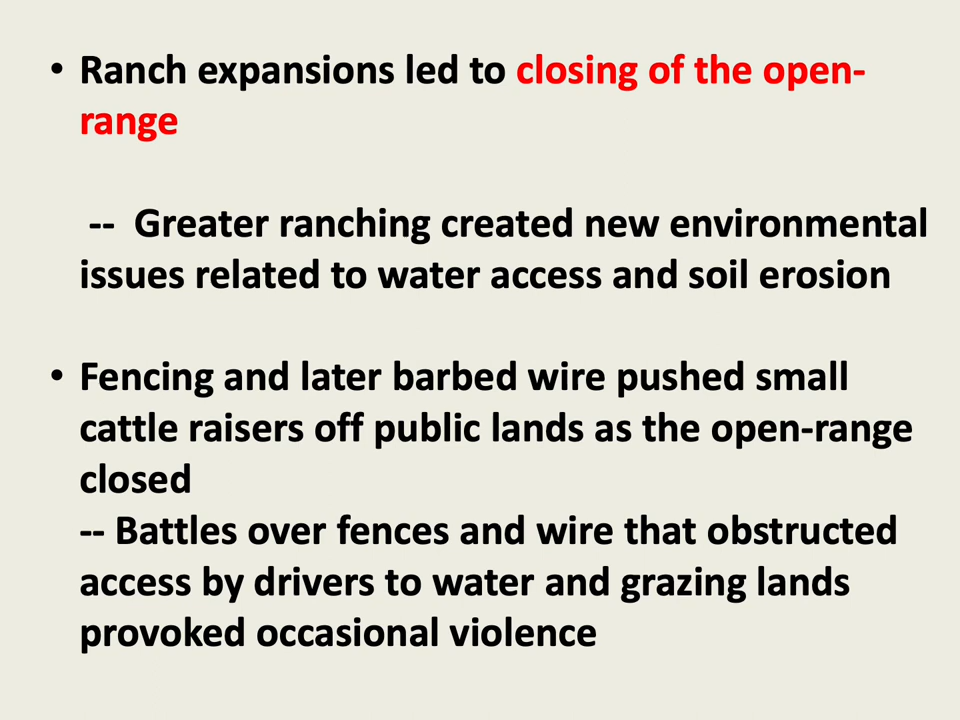 • Ranch expansions led to closing of the open-
range
-- Greater ranching created new environmental
issues related to water access and soil erosion
• Fencing and later barbed wire pushed small
cattle raisers off public lands as the open-range
closed
-- Battles over fences and wire that obstructed
access by drivers to water and grazing lands
provoked occasional violence